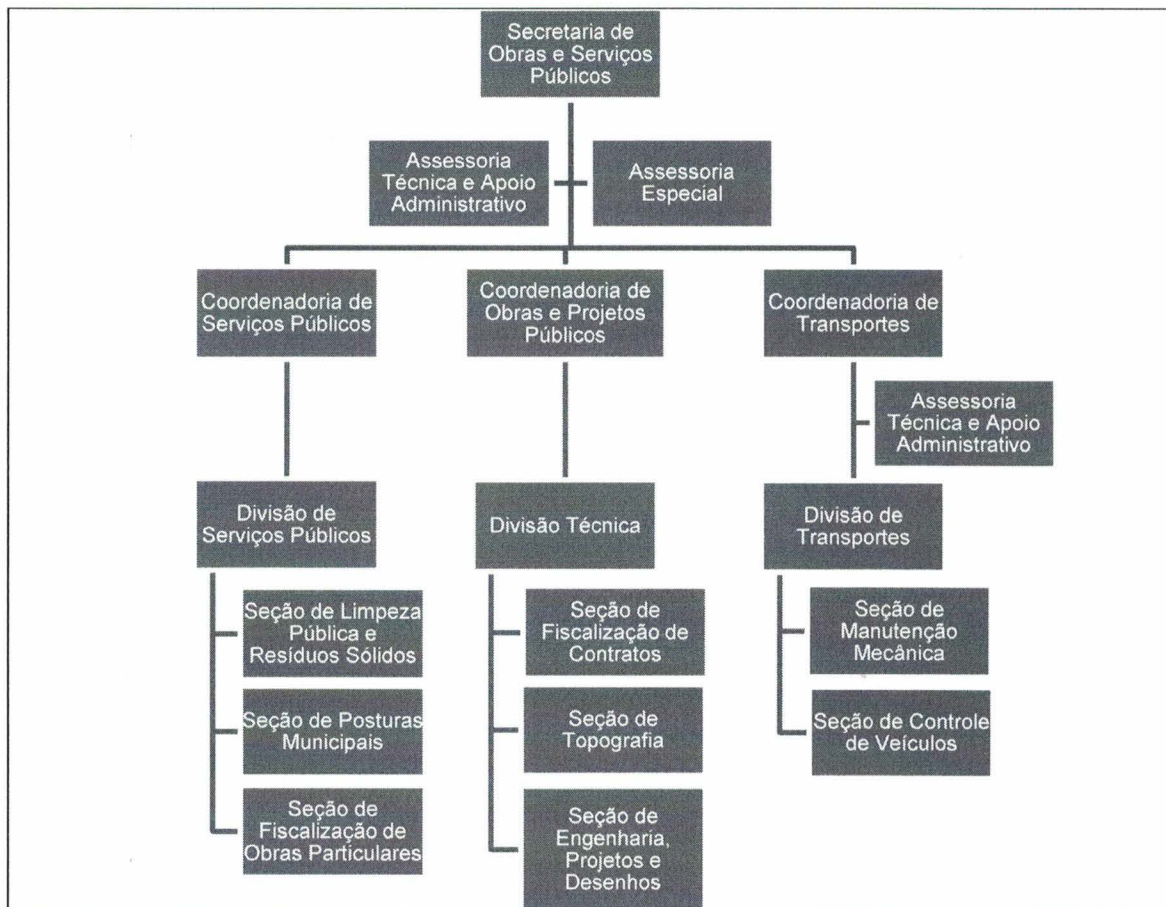 Secretaria de
Obras e Serviços
Públicos
Assessoria
Técnica e Apoio
Administrativo
Assessoria
Especial
Coordenadoria de
Serviços Públicos
Coordenadoria de
Obras e Projetos
Públicos
Coordenadoria de
Transportes
Assessoria
Técnica e Apoio
Administrativo
Divisão de
Serviços Públicos
Divisão Técnica
Divisão de
Transportes
Seção de Limpeza
Pública e
Resíduos Sólidos
Seção de
Fiscalização de
Contratos
Seção de
Manutenção
Mecânica
Seção de Posturas
Municipais
Seção de
Topografia
Seção de Controle
de Veículos
Seção de
Fiscalização de
Obras Particulares
Seção de
Engenharia,
Projetos e
Desenhos